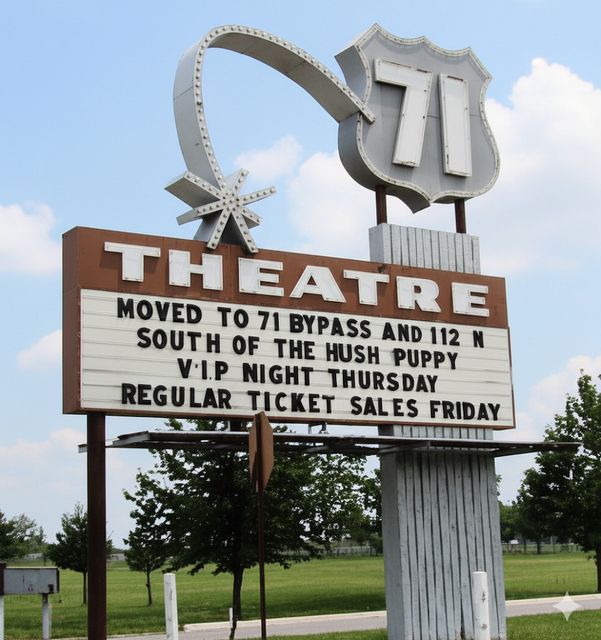 71
THEATRE
MOVED TO 71 BYPASS AND 112 N
SOUTH OF THE HUSH PUPPY
V.I.P NIGHT THURSDAY
REGULAR TICKET SALES FRIDAY